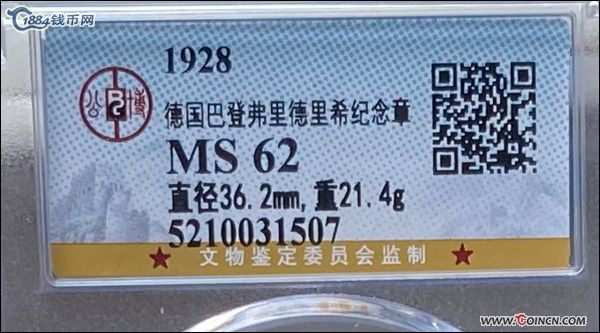 1884钱币网
1928
公博
德国巴登弗里德里希纪念章
MS 62
直径36.2mm,重21.4g
5210031507
★ 文物鉴定委员会监制 ★
www.COINCN.com